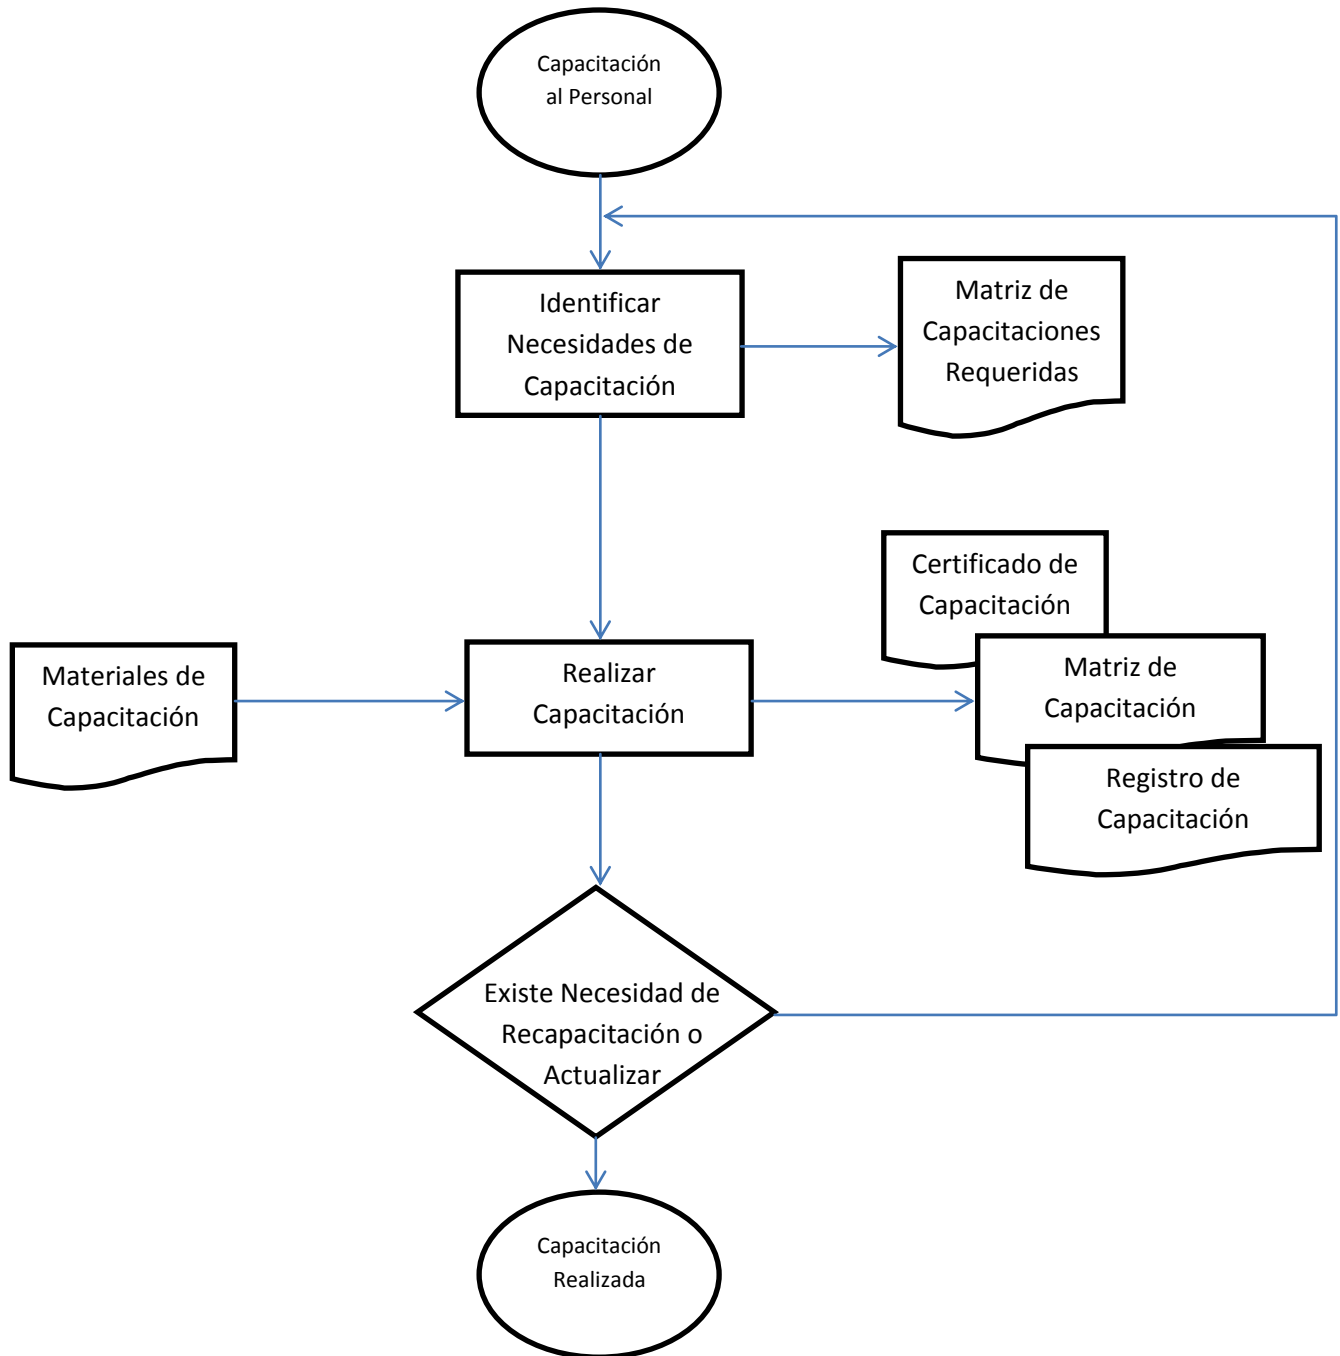 Capacitación
al Personal
Identificar
Necesidades de
Capacitación
Matriz de
Capacitaciones
Requeridas
Certificado de
Capacitación
Materiales de
Capacitación
Realizar
Capacitación
Matriz de
Capacitación
Registro de
Capacitación
Existe Necesidad de
Recapacitación o
Actualizar
Capacitación
Realizada